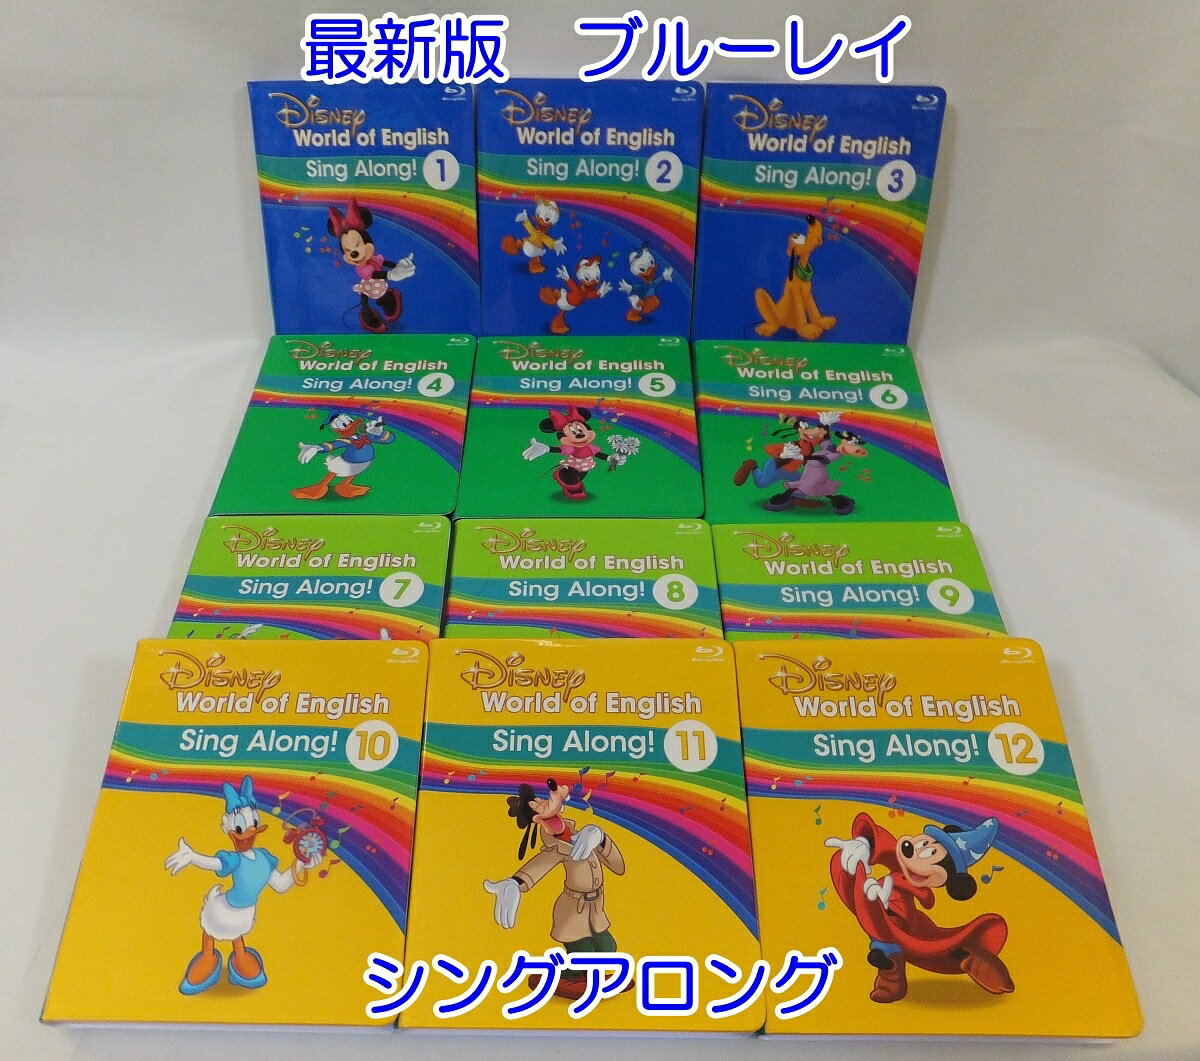 最新版　ブルーレイ
Disney
World of English
Sing Along! 1
Disney
World of English
Sing Along! 2
Disney
World of English
Sing Along! 3
Disney
World of English
Sing Along! 4
Disney
World of English
Sing Along! 5
Disney
World of English
Sing Along! 6
Disney
World of English
Sing Along! 7
Disney
World of English
Sing Along! 8
Disney
World of English
Sing Along! 9
Disney
World of English
Sing Along! 10
Disney
World of English
Sing Along! 11
Disney
World of English
Sing Along! 12
シングアロング